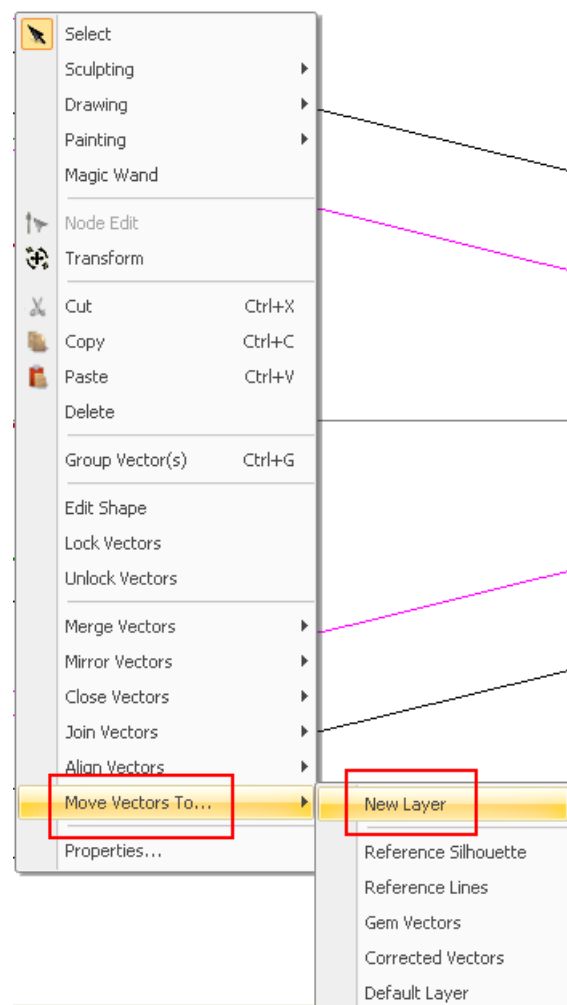 Select
Sculpting
Drawing
Painting
Magic Wand
Node Edit
Transform
Cut Ctrl+X
Copy Ctrl+C
Paste Ctrl+V
Delete
Group Vector(s) Ctrl+G
Edit Shape
Lock Vectors
Unlock Vectors
Merge Vectors
Mirror Vectors
Close Vectors
Join Vectors
Align Vectors
Move Vectors To...
Properties...
New Layer
Reference Silhouette
Reference Lines
Gem Vectors
Corrected Vectors
Default Layer